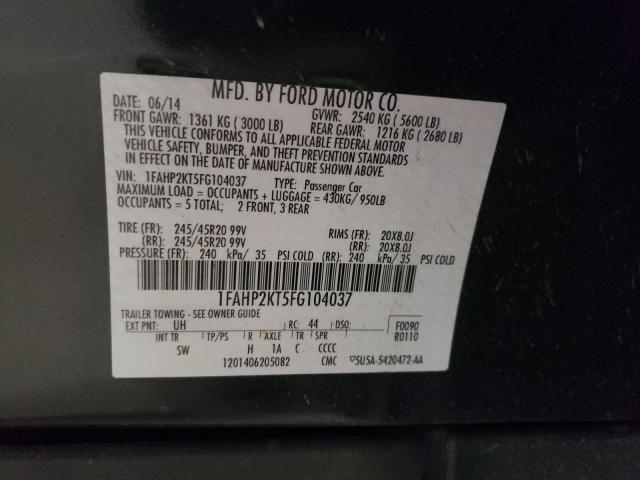 MFD. BY FORD MOTOR CO.
DATE: 06/14 GVWR: 2540 KG ( 5600 LB)
FRONT GAWR: 1361 KG ( 3000 LB) REAR GAWR: 1216 KG ( 2680 LB)
THIS VEHICLE CONFORMS TO ALL APPLICABLE FEDERAL MOTOR
VEHICLE SAFETY, BUMPER, AND THEFT PREVENTION STANDARDS
IN EFFECT ON THE DATE OF MANUFACTURE SHOWN ABOVE.
VIN: 1FAHP2KT5FG104037 TYPE: Passenger Car
MAXIMUM LOAD = OCCUPANTS + LUGGAGE = 430KG/ 950LB
OCCUPANTS = 5 TOTAL; 2 FRONT, 3 REAR
TIRE (FR): 245/45R20 99V RIMS (FR): 20X8.0J
(RR): 245/45R20 99V (RR): 20X8.0J
PRESSURE (FR): 240 kPa/ 35 PSI COLD (RR): 240 kPa/ 35 PSI COLD
1FAHP2KT5FG104037
TRAILER TOWING - SEE OWNER GUIDE
EXT PNT: UH RC: 44 DSO: F0090
INT TR TP/PS R AXLE TR SPR R0110
SW H 1A C CCCC
1201406205082 CMC 5U5A-5420472-AA